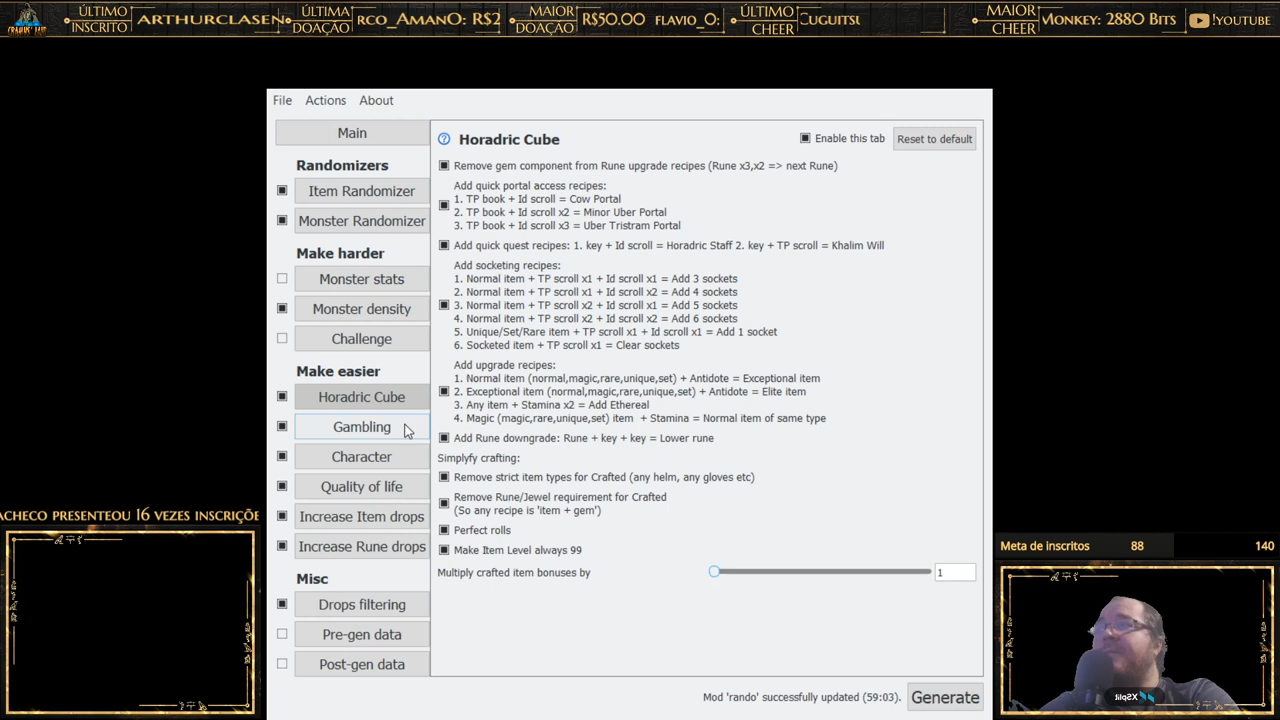 ÚLTIMO
INSCRITO
ARTHURCLASEN
ÚLTIMA
DOAÇÃO
RCO_AMANO: R$2
MAIOR
DOAÇÃO
R$50,00 FLAVIO_O:
ÚLTIMO
CHEER
CUGUITSU
MAIOR
CHEER
MONKEY: 2880 BITS
!YOUTUBE
File Actions About
Main
Randomizers
Item Randomizer
Monster Randomizer
Make harder
Monster stats
Monster density
Challenge
Make easier
Horadric Cube
Gambling
Character
Quality of life
Increase Item drops
Increase Rune drops
Misc
Drops filtering
Pre-gen data
Post-gen data
Horadric Cube
Enable this tab
Reset to default
Remove gem component from Rune upgrade recipes (Rune x3,x2 => next Rune)
Add quick portal access recipes:
1. TP book + Id scroll = Cow Portal
2. TP book + Id scroll x2 = Minor Uber Portal
3. TP book + Id scroll x3 = Uber Tristram Portal
Add quick quest recipes: 1. key + Id scroll = Horadric Staff 2. key + TP scroll = Khalim Will
Add socketing recipes:
1. Normal item + TP scroll x1 + Id scroll x1 = Add 3 sockets
2. Normal item + TP scroll x1 + Id scroll x2 = Add 4 sockets
3. Normal item + TP scroll x2 + Id scroll x1 = Add 5 sockets
4. Normal item + TP scroll x2 + Id scroll x2 = Add 6 sockets
5. Unique/Set/Rare item + TP scroll x1 + Id scroll x1 = Add 1 socket
6. Socketed item + TP scroll x1 = Clear sockets
Add upgrade recipes:
1. Normal item (normal,magic,rare,unique,set) + Antidote = Exceptional item
2. Exceptional item (normal,magic,rare,unique,set) + Antidote = Elite item
3. Any item + Stamina x2 = Add Ethereal
4. Magic (magic,rare,unique,set) item + Stamina = Normal item of same type
Add Rune downgrade: Rune + key + key = Lower rune
Simplyfy crafting:
Remove strict item types for Crafted (any helm, any gloves etc)
Remove Rune/Jewel requirement for Crafted
(So any recipe is 'item + gem')
Perfect rolls
Make Item Level always 99
Multiply crafted item bonuses by
1
Mod 'rando' successfully updated (59:03).
Generate
ACHECO PRESENTEOU 16 VEZES INSCRIÇÕE
Meta de inscritos 88 140
XSplit